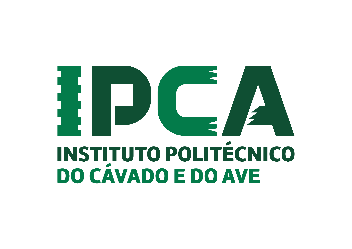 IPCA
INSTITUTO POLITÉCNICO
DO CÁVADO E DO AVE